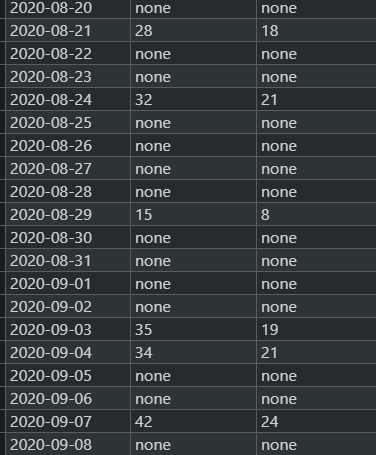 2020-08-20 none none
2020-08-21 28 18
2020-08-22 none none
2020-08-23 none none
2020-08-24 32 21
2020-08-25 none none
2020-08-26 none none
2020-08-27 none none
2020-08-28 none none
2020-08-29 15 8
2020-08-30 none none
2020-08-31 none none
2020-09-01 none none
2020-09-02 none none
2020-09-03 35 19
2020-09-04 34 21
2020-09-05 none none
2020-09-06 none none
2020-09-07 42 24
2020-09-08 none none